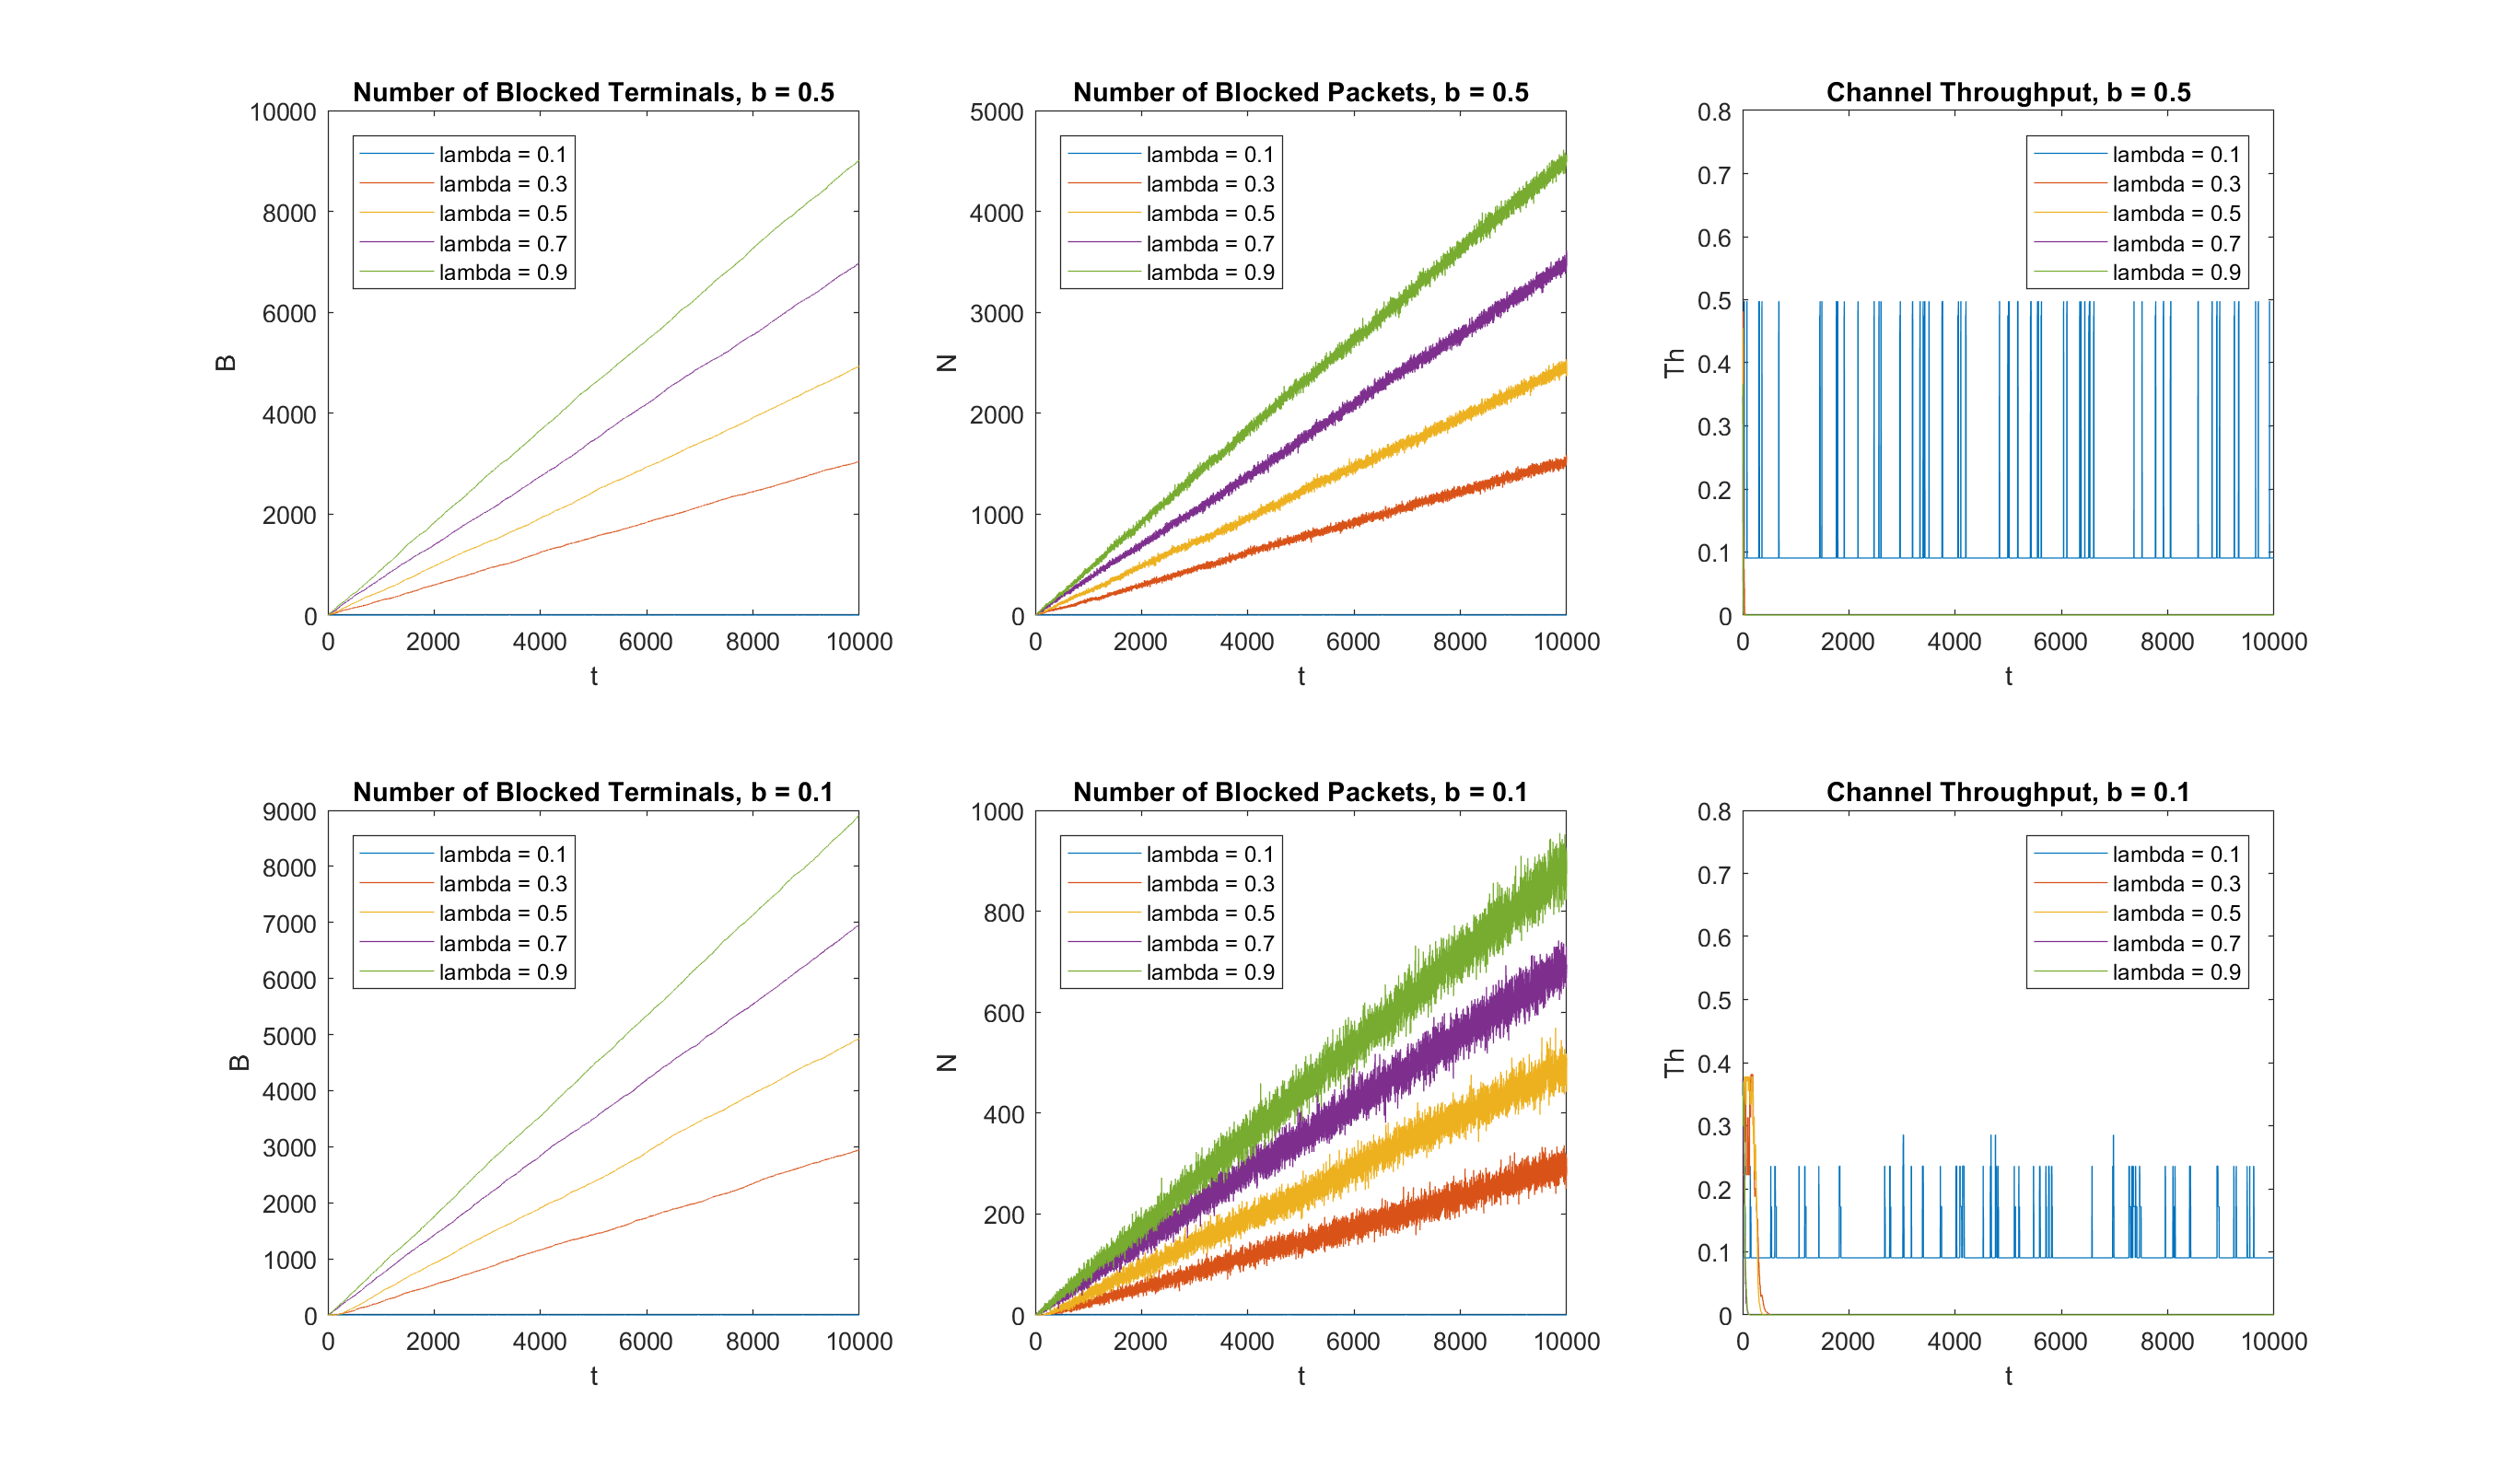 Number of Blocked Terminals, b = 0.5
10000
8000
6000
4000
2000
0
B
lambda = 0.1
lambda = 0.3
lambda = 0.5
lambda = 0.7
lambda = 0.9
0 2000 4000 6000 8000 10000
t
Number of Blocked Packets, b = 0.5
5000
4000
3000
2000
1000
0
N
lambda = 0.1
lambda = 0.3
lambda = 0.5
lambda = 0.7
lambda = 0.9
0 2000 4000 6000 8000 10000
t
Channel Throughput, b = 0.5
0.8
0.7
0.6
0.5
0.4
0.3
0.2
0.1
0
Th
lambda = 0.1
lambda = 0.3
lambda = 0.5
lambda = 0.7
lambda = 0.9
0 2000 4000 6000 8000 10000
t
Number of Blocked Terminals, b = 0.1
9000
8000
7000
6000
5000
4000
3000
2000
1000
0
B
lambda = 0.1
lambda = 0.3
lambda = 0.5
lambda = 0.7
lambda = 0.9
0 2000 4000 6000 8000 10000
t
Number of Blocked Packets, b = 0.1
1000
800
600
400
200
0
N
lambda = 0.1
lambda = 0.3
lambda = 0.5
lambda = 0.7
lambda = 0.9
0 2000 4000 6000 8000 10000
t
Channel Throughput, b = 0.1
0.8
0.7
0.6
0.5
0.4
0.3
0.2
0.1
0
Th
lambda = 0.1
lambda = 0.3
lambda = 0.5
lambda = 0.7
lambda = 0.9
0 2000 4000 6000 8000 10000
t